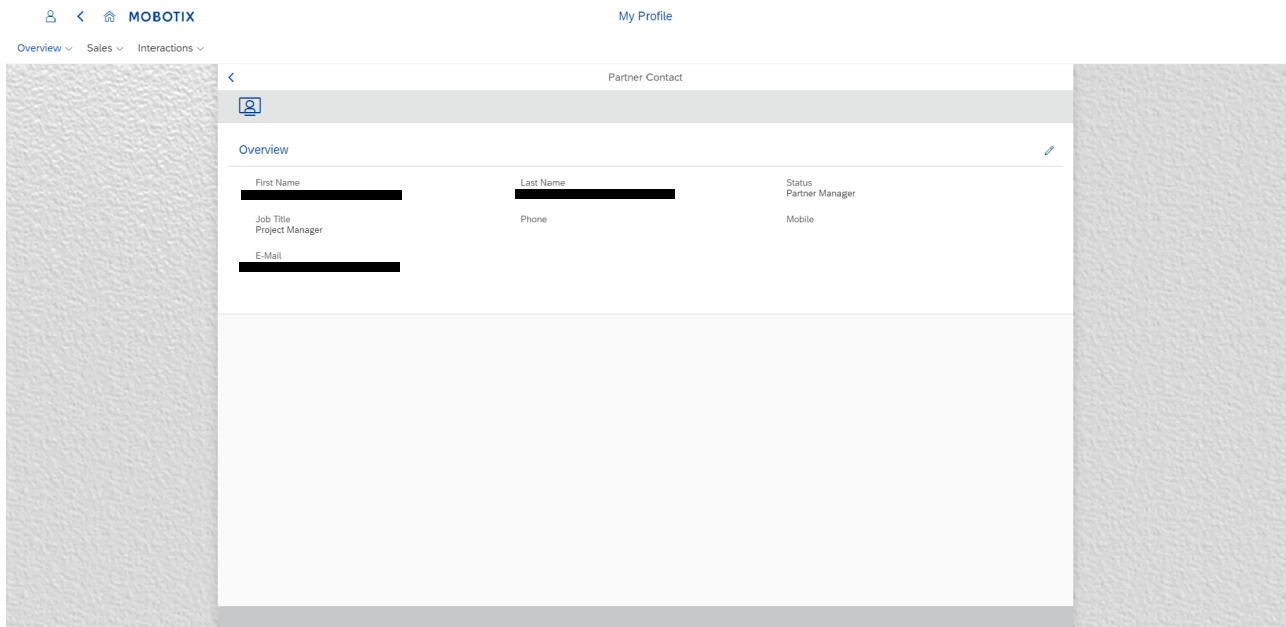 MOBOTIX
My Profile
Overview Sales Interactions
Partner Contact
Overview
First Name Last Name Status
Partner Manager
Job Title Phone Mobile
Project Manager
E-Mail